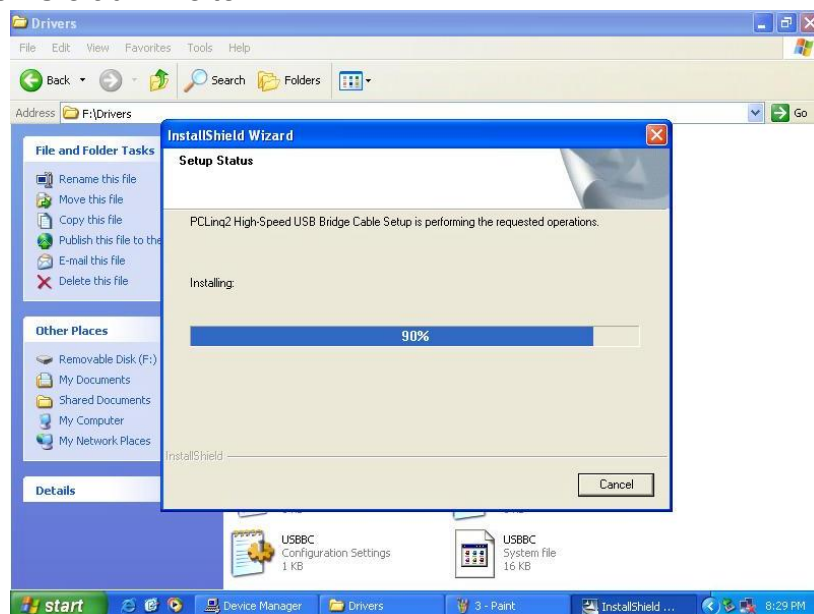 Drivers
File Edit View Favorites Tools Help
Back Search Folders
Address F:\Drivers Go
File and Folder Tasks
Rename this file
Move this file
Copy this file
Publish this file to the
E-mail this file
Delete this file
Other Places
Removable Disk (F:)
My Documents
Shared Documents
My Computer
My Network Places
Details
InstallShield Wizard
Setup Status
PCLinq2 High-Speed USB Bridge Cable Setup is performing the requested operations.
Installing:
90%
InstallShield
Cancel
USBBC
Configuration Settings
1 KB
USBBC
System file
16 KB
start Device Manager Drivers 3 - Paint InstallShield ... 8:29 PM